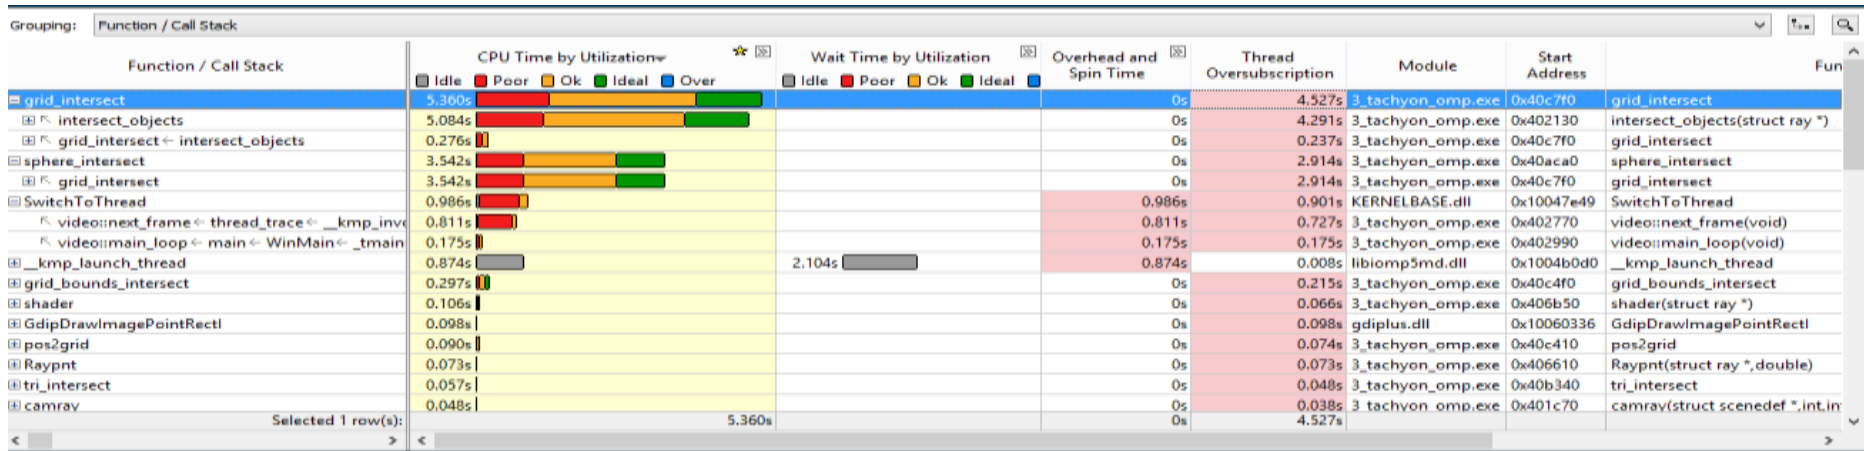 Grouping: Function / Call Stack
Function / Call Stack CPU Time by Utilization Wait Time by Utilization Overhead and Spin Time Thread Oversubscription Module Start Address Fun
Idle Poor Ok Ideal Over Idle Poor Ok Ideal
grid_intersect 5.360s 0s 4.527s 3_tachyon_omp.exe 0x40c7f0 grid_intersect
intersect_objects 5.084s 0s 4.291s 3_tachyon_omp.exe 0x402130 intersect_objects(struct ray *)
grid_intersect ← intersect_objects 0.276s 0s 0.237s 3_tachyon_omp.exe 0x40c7f0 grid_intersect
sphere_intersect 3.542s 0s 2.914s 3_tachyon_omp.exe 0x40aca0 sphere_intersect
grid_intersect 3.542s 0s 2.914s 3_tachyon_omp.exe 0x40c7f0 grid_intersect
SwitchToThread 0.986s 0.986s 0.901s KERNELBASE.dll 0x10047e49 SwitchToThread
video::next_frame ← thread_trace ← __kmp_invo 0.811s 0.811s 0.727s 3_tachyon_omp.exe 0x402770 video::next_frame(void)
video::main_loop ← main ← WinMain ← _tmain 0.175s 0.175s 0.175s 3_tachyon_omp.exe 0x402990 video::main_loop(void)
__kmp_launch_thread 0.874s 2.104s 0.874s 0.008s libiomp5md.dll 0x1004b0d0 __kmp_launch_thread
grid_bounds_intersect 0.297s 0s 0.215s 3_tachyon_omp.exe 0x40c4f0 grid_bounds_intersect
shader 0.106s 0s 0.066s 3_tachyon_omp.exe 0x406b50 shader(struct ray *)
GdipDrawImagePointRectI 0.098s 0s 0.098s gdiplus.dll 0x10060336 GdipDrawImagePointRectI
pos2grid 0.090s 0s 0.074s 3_tachyon_omp.exe 0x40c410 pos2grid
Raypnt 0.073s 0s 0.073s 3_tachyon_omp.exe 0x406610 Raypnt(struct ray *,double)
tri_intersect 0.057s 0s 0.048s 3_tachyon_omp.exe 0x40b340 tri_intersect
camray 0.048s 0s 0.038s 3_tachyon_omp.exe 0x401c70 camray(struct scenedef *,int,in
Selected 1 row(s): 5.360s 0s 4.527s